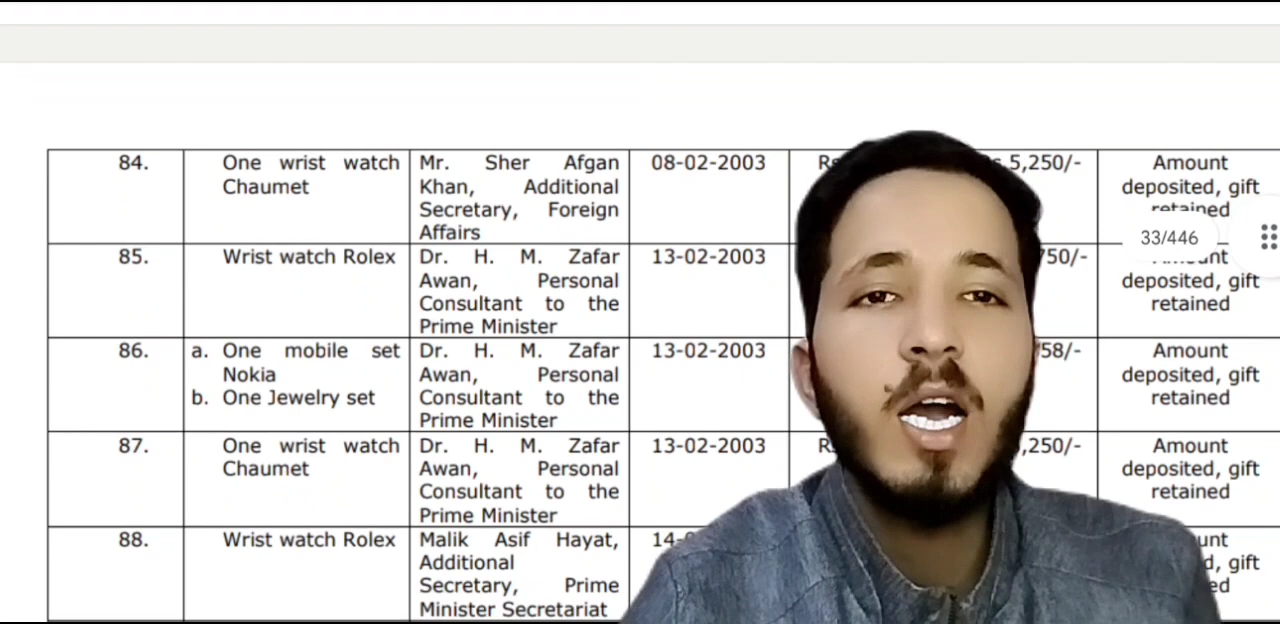 84.
One wrist watch
Chaumet
Mr. Sher Afgan
Khan, Additional
Secretary, Foreign
Affairs
08-02-2003
5,250/-
Amount
deposited, gift
retained
33/446
85.
Wrist watch Rolex
Dr. H. M. Zafar
Awan, Personal
Consultant to the
Prime Minister
13-02-2003
deposited, gift
retained
86.
a. One mobile set
Nokia
b. One Jewelry set
Dr. H. M. Zafar
Awan, Personal
Consultant to the
Prime Minister
13-02-2003
Amount
deposited, gift
retained
87.
One wrist watch
Chaumet
Dr. H. M. Zafar
Awan, Personal
Consultant to the
Prime Minister
13-02-2003
Amount
deposited, gift
retained
88.
Wrist watch Rolex
Malik Asif Hayat,
Additional
Secretary, Prime
Minister Secretariat
gift